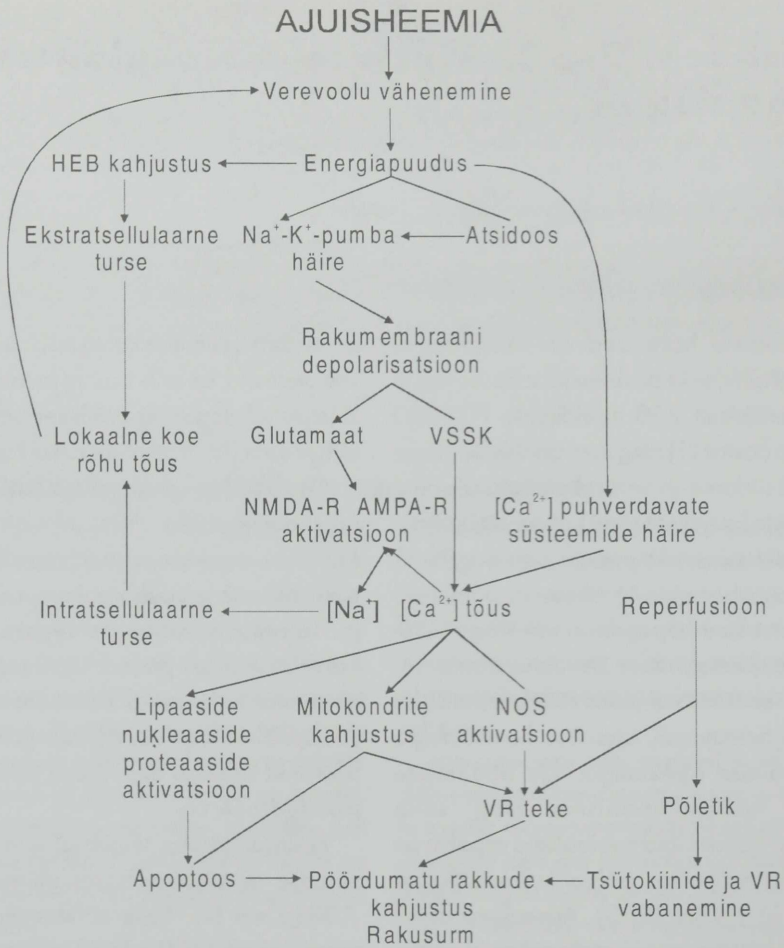 AJUISHEEMIA
Verevoolu vähenemine
HEB kahjustus
Energiapuudus
Ekstratsellulaarne
turse
Na⁺-K⁺-pumba
häire
Atsidoos
Rakumembraani
depolarisatsioon
Lokaalne koe
rõhu tõus
Glutamaat
VSSK
NMDA-R AMPA-R
aktivatsioon
[Ca²⁺] puhverdavate
süsteemide häire
Intratsellulaarne
turse
[Na⁺] [Ca²⁺] tõus
Reperfusioon
Lipaaside
nukleaaside
proteaaside
aktivatsioon
Mitokondrite
kahjustus
NOS
aktivatsioon
VR teke
Põletik
Apoptoos
Pöördumatu rakkude
kahjustus
Rakusurm
Tsütokiinide ja VR
vabanemine